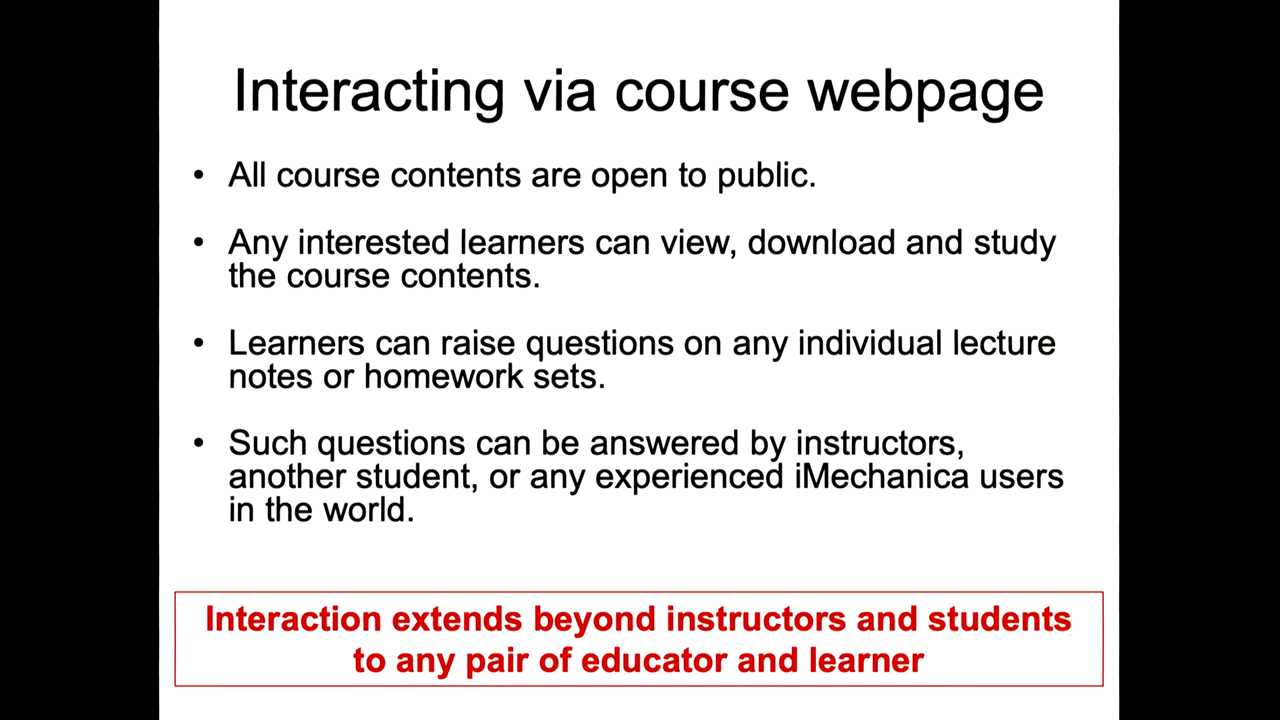 Interacting via course webpage
• All course contents are open to public.
• Any interested learners can view, download and study
the course contents.
• Learners can raise questions on any individual lecture
notes or homework sets.
• Such questions can be answered by instructors,
another student, or any experienced iMechanica users
in the world.
Interaction extends beyond instructors and students
to any pair of educator and learner